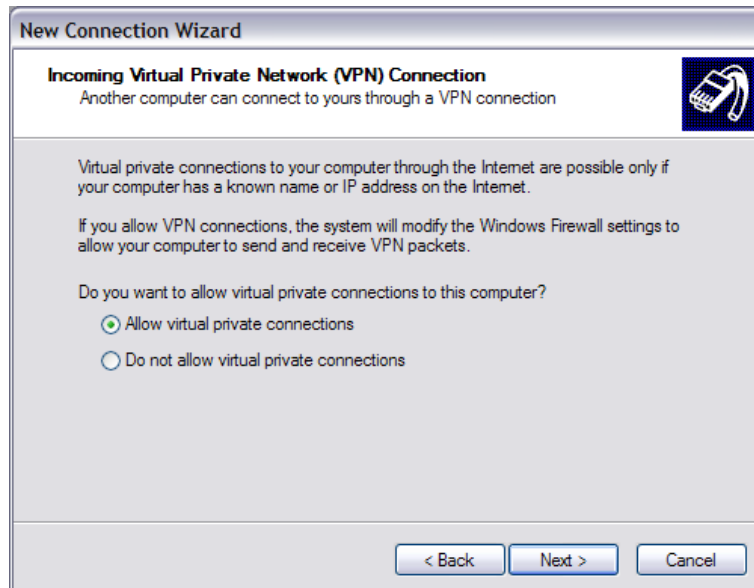 New Connection Wizard
Incoming Virtual Private Network (VPN) Connection
Another computer can connect to yours through a VPN connection
Virtual private connections to your computer through the Internet are possible only if
your computer has a known name or IP address on the Internet.
If you allow VPN connections, the system will modify the Windows Firewall settings to
allow your computer to send and receive VPN packets.
Do you want to allow virtual private connections to this computer?
Allow virtual private connections
Do not allow virtual private connections
< Back Next > Cancel